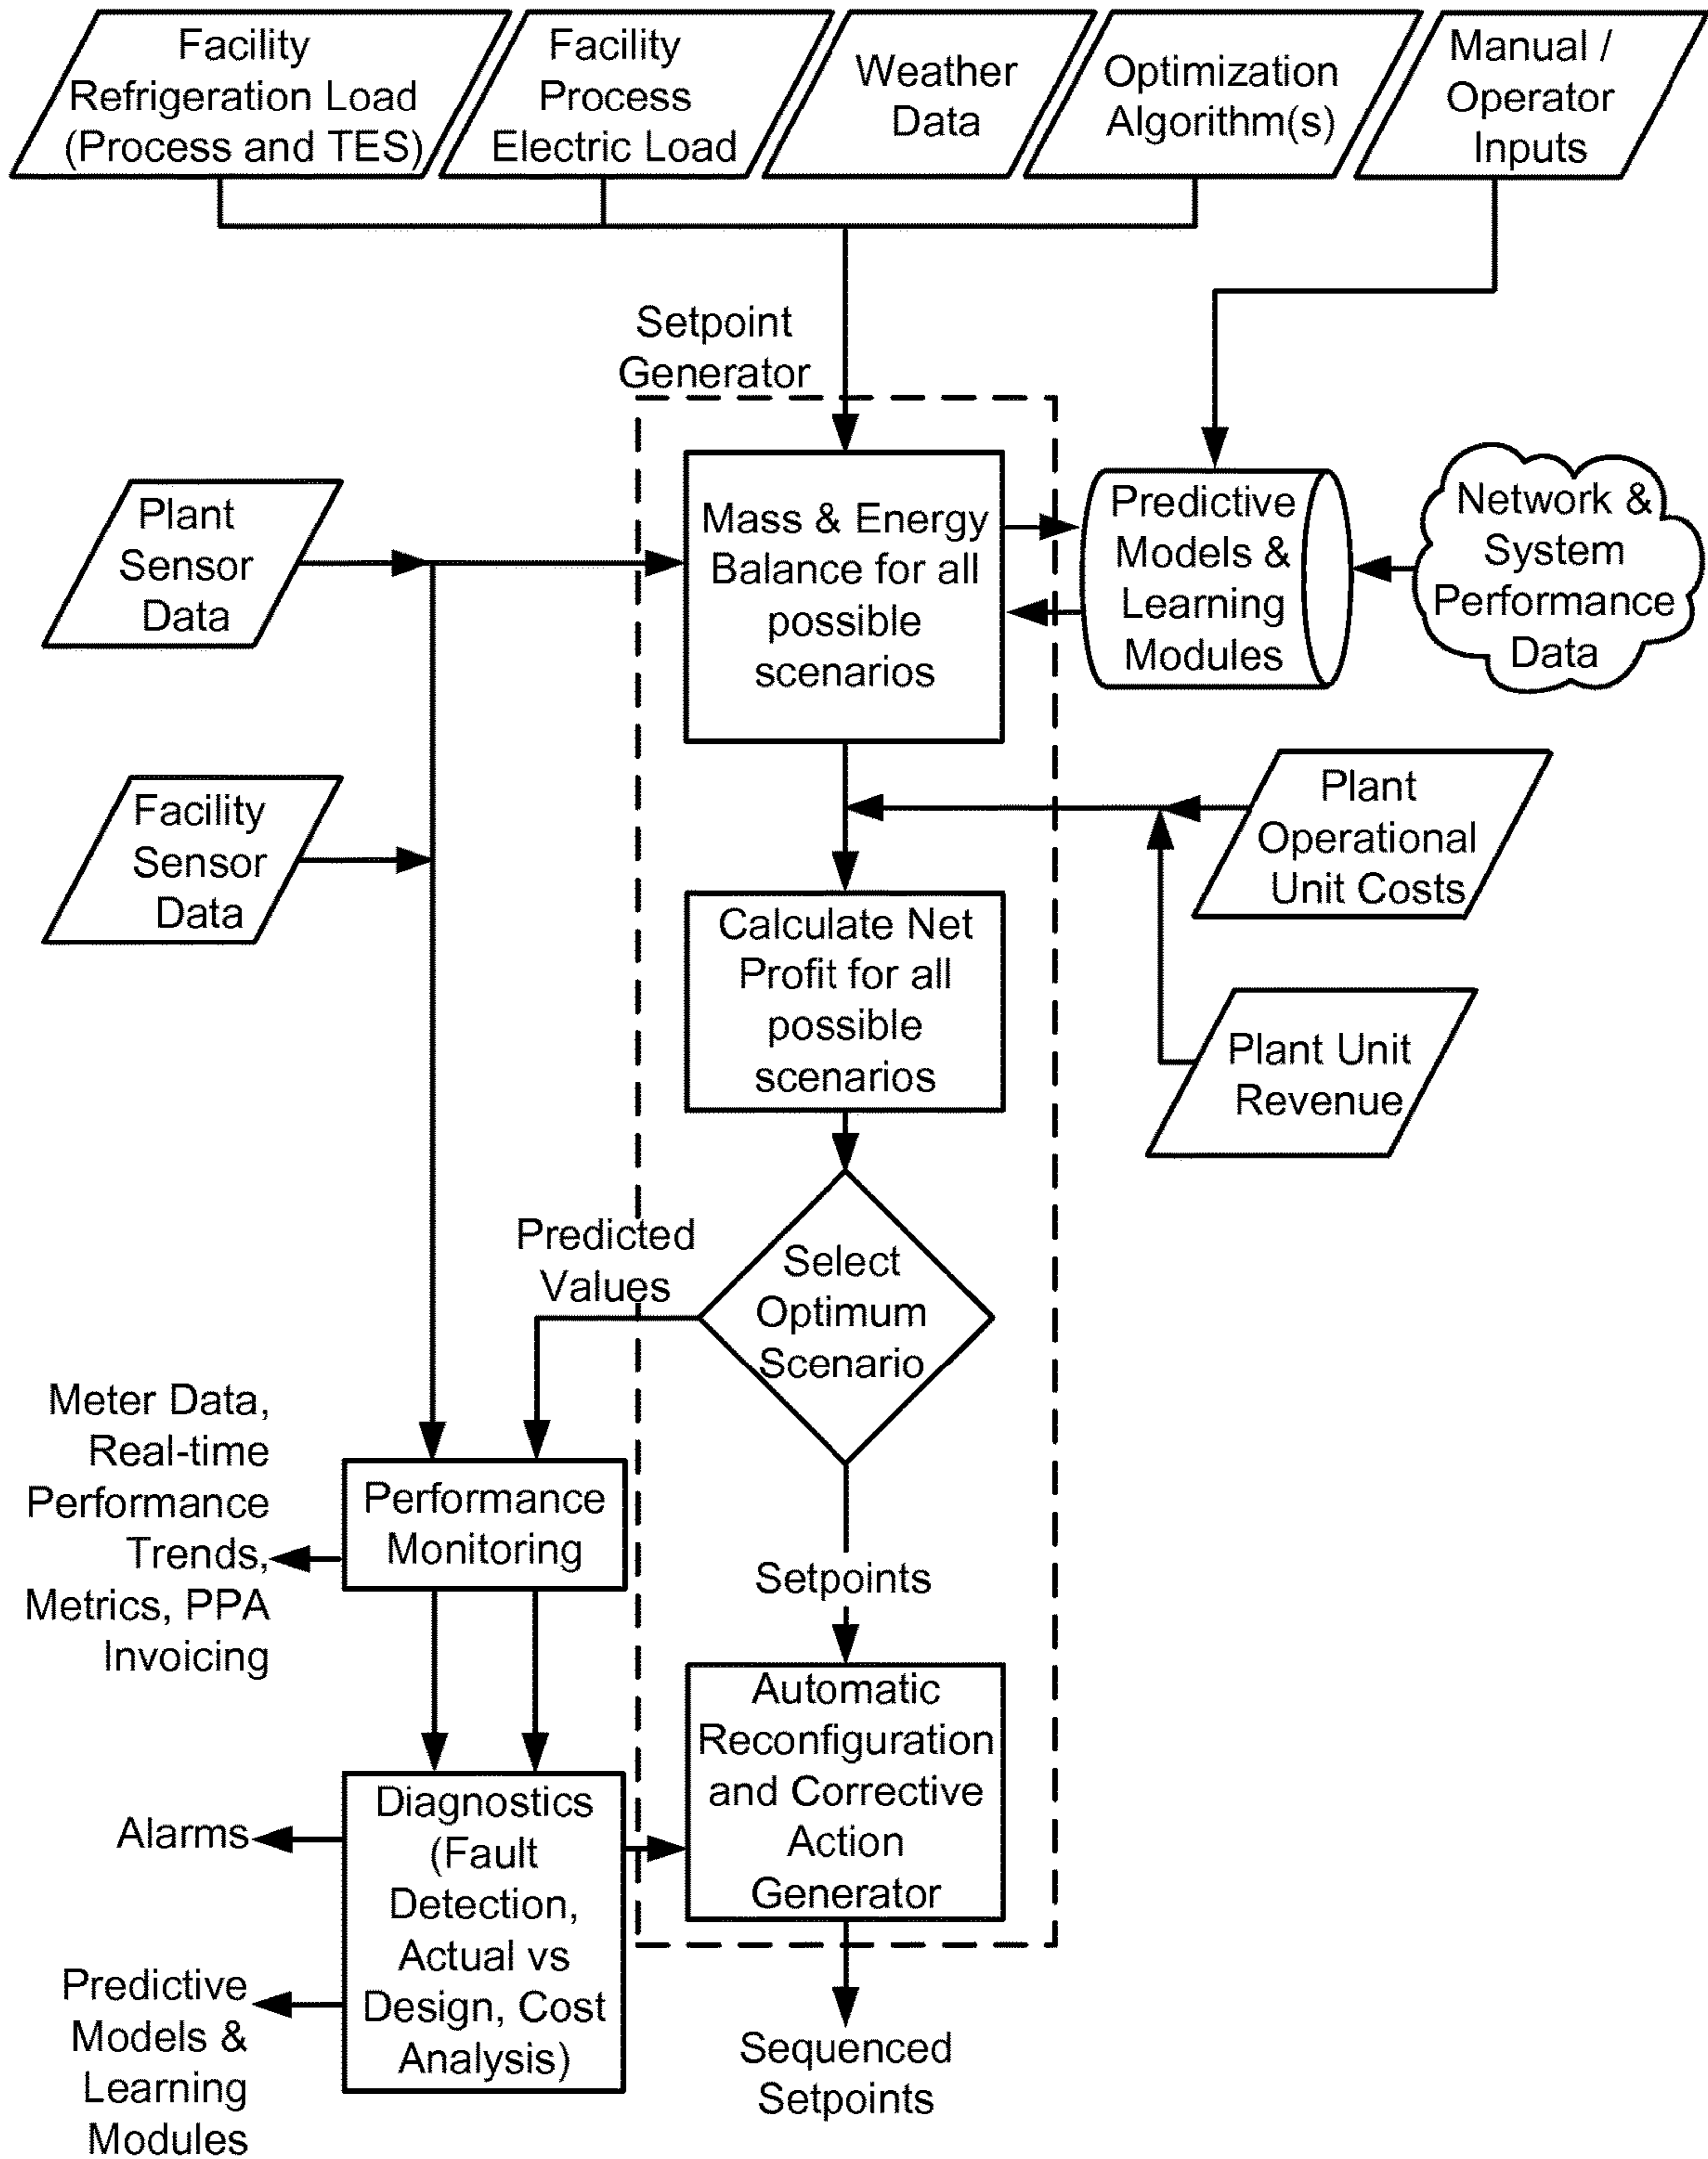 Facility
Refrigeration Load
(Process and TES)
Facility
Process
Electric Load
Weather
Data
Optimization
Algorithm(s)
Manual /
Operator
Inputs
Setpoint
Generator
Plant
Sensor
Data
Mass & Energy
Balance for all
possible
scenarios
Predictive
Models &
Learning
Modules
Network &
System
Performance
Data
Facility
Sensor
Data
Plant
Operational
Unit Costs
Calculate Net
Profit for all
possible
scenarios
Plant Unit
Revenue
Predicted
Values
Select
Optimum
Scenario
Meter Data,
Real-time
Performance
Trends,
Metrics, PPA
Invoicing
Performance
Monitoring
Setpoints
Automatic
Reconfiguration
and Corrective
Action
Generator
Alarms
Diagnostics
(Fault
Detection,
Actual vs
Design, Cost
Analysis)
Predictive
Models &
Learning
Modules
Sequenced
Setpoints